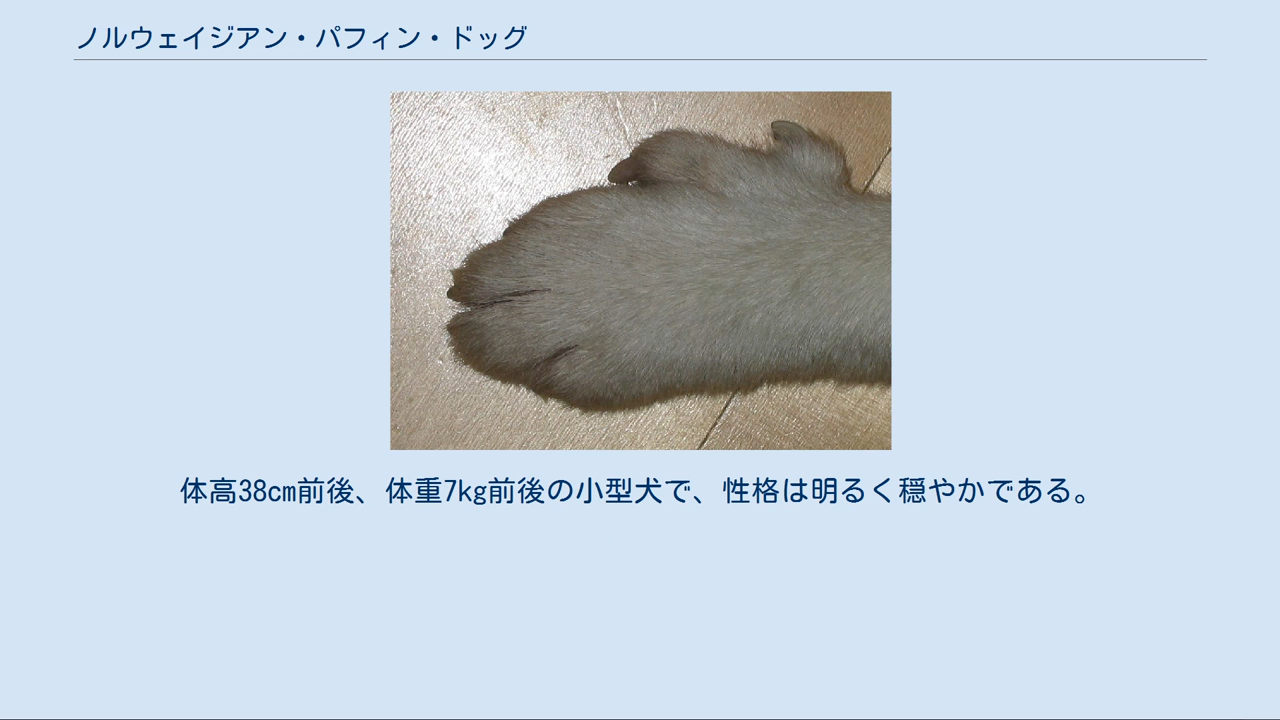 ノルウェイジアン・パフィン・ドッグ
体高38cm前後、体重7kg前後の小型犬で、性格は明るく穏やかである。